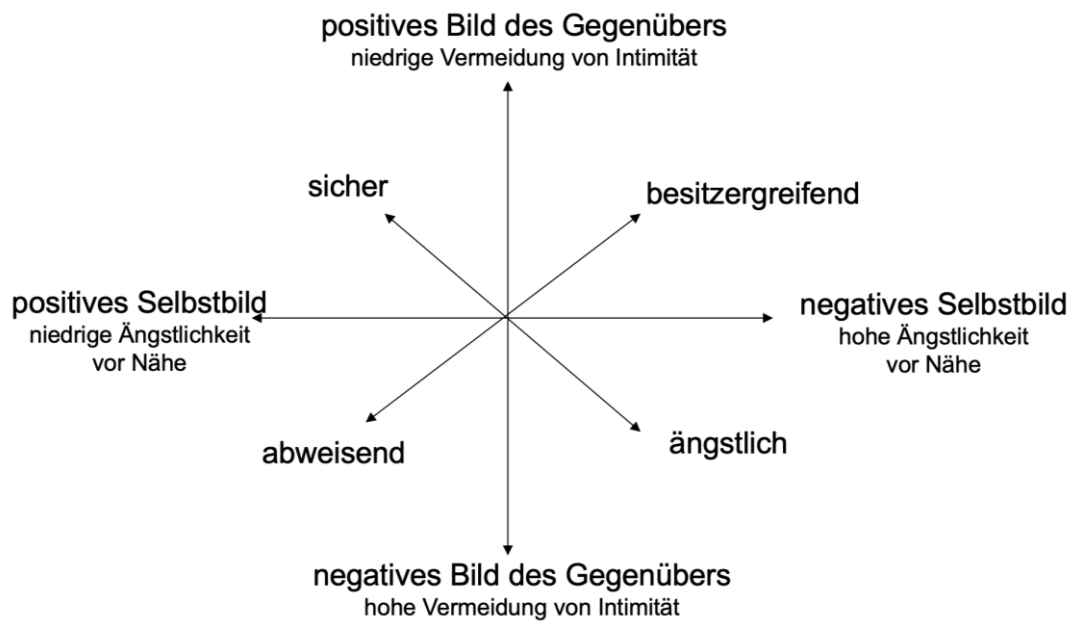 positives Bild des Gegenübers
niedrige Vermeidung von Intimität
sicher
besitzergreifend
positives Selbstbild
niedrige Ängstlichkeit
vor Nähe
negatives Selbstbild
hohe Ängstlichkeit
vor Nähe
abweisend
ängstlich
negatives Bild des Gegenübers
hohe Vermeidung von Intimität